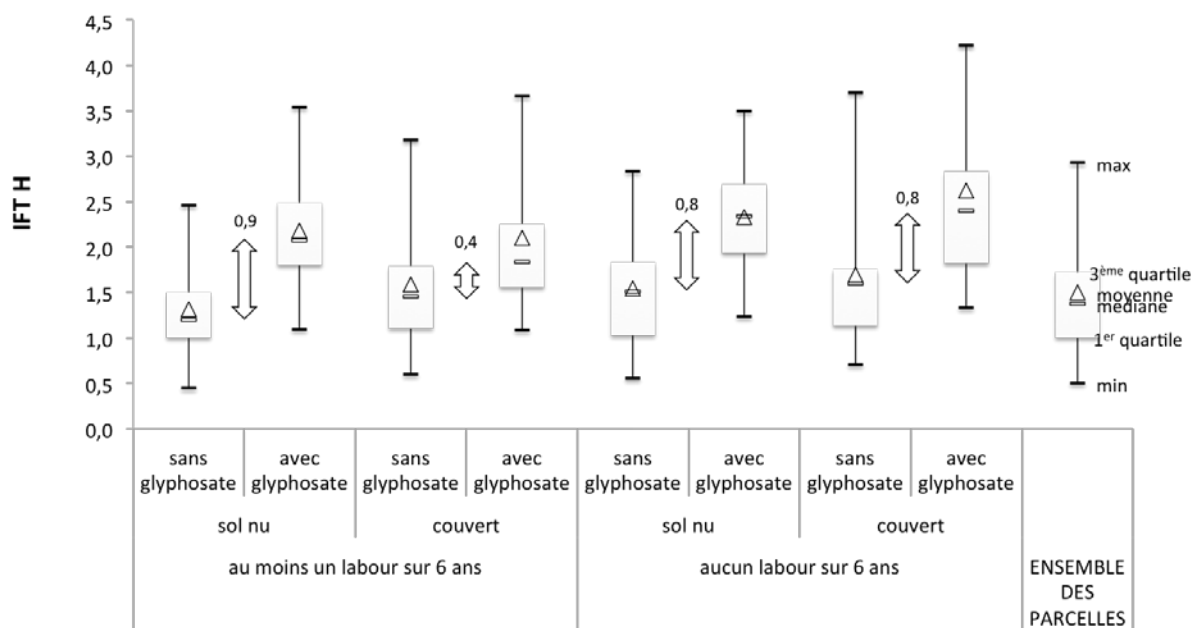 4,5
4,0
3,5
3,0
2,5
2,0
1,5
1,0
0,5
0,0
IFT H
0,9
0,4
0,8
0,8
max
3ème quartile
moyenne
médiane
1er quartile
min
sans glyphosate
avec glyphosate
sans glyphosate
avec glyphosate
sans glyphosate
avec glyphosate
sans glyphosate
avec glyphosate
sol nu
couvert
sol nu
couvert
au moins un labour sur 6 ans
aucun labour sur 6 ans
ENSEMBLE
DES
PARCELLES